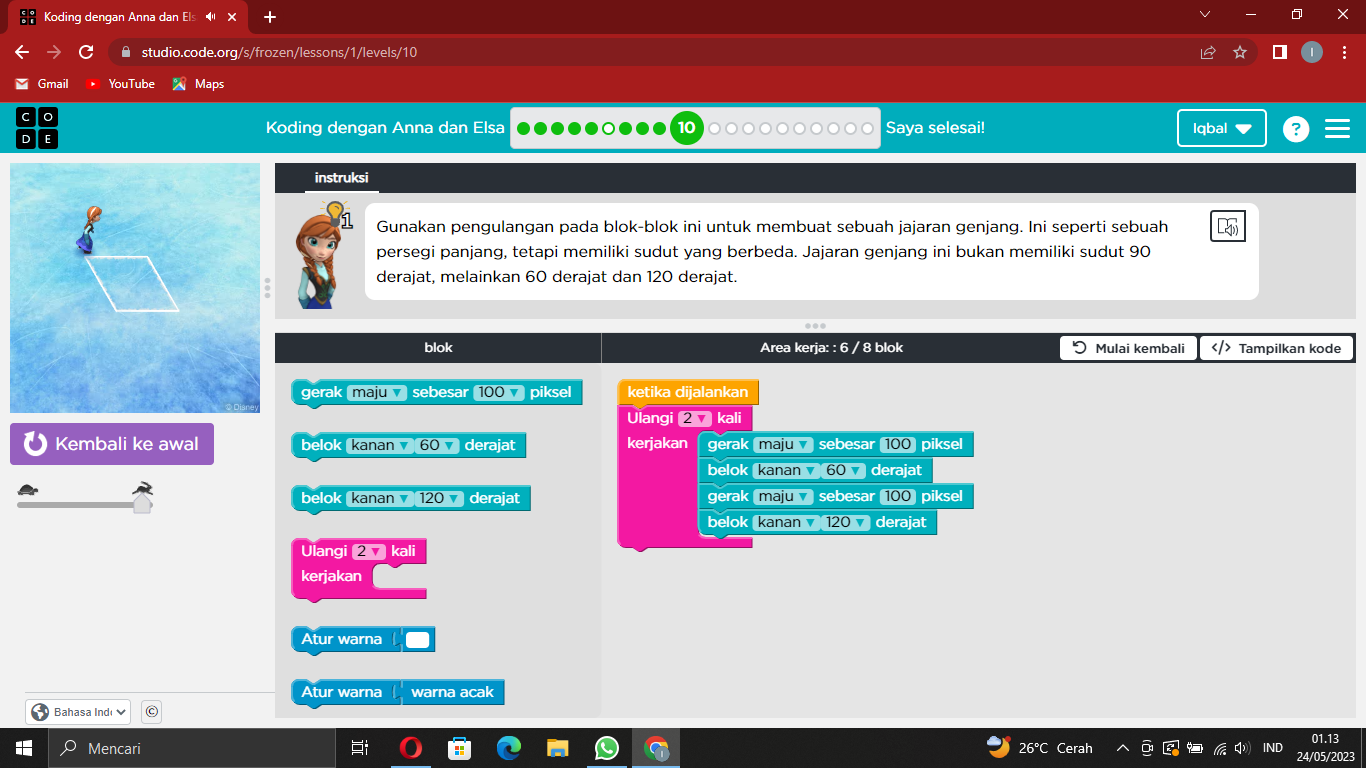 Koding dengan Anna dan Els
studio.code.org/s/frozen/lessons/1/levels/10
I
Gmail
YouTube
Maps
C O
D E
Koding dengan Anna dan Elsa
10
Saya selesai!
Iqbal
?
instruksi
1
Gunakan pengulangan pada blok-blok ini untuk membuat sebuah jajaran genjang. Ini seperti sebuah
persegi panjang, tetapi memiliki sudut yang berbeda. Jajaran genjang ini bukan memiliki sudut 90
derajat, melainkan 60 derajat dan 120 derajat.
© Disney
Kembali ke awal
blok
Area kerja: : 6 / 8 blok
Mulai kembali
</> Tampilkan kode
gerak maju sebesar 100 piksel
belok kanan 60 derajat
belok kanan 120 derajat
Ulangi 2 kali
kerjakan
Atur warna
Atur warna warna acak
ketika dijalankan
Ulangi 2 kali
kerjakan
gerak maju sebesar 100 piksel
belok kanan 60 derajat
gerak maju sebesar 100 piksel
belok kanan 120 derajat
Bahasa Ind
©
Mencari
26°C Cerah
IND
01.13
24/05/2023